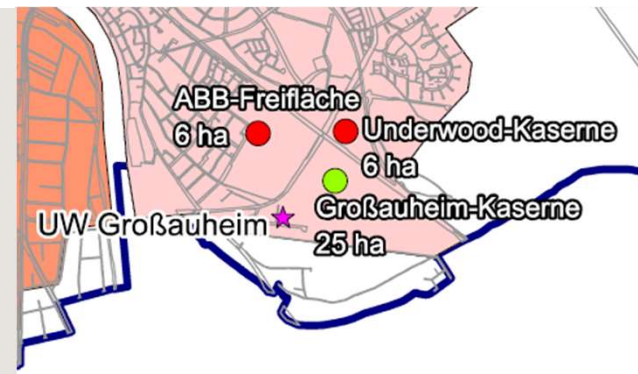 ABB-Freifläche
6 ha
Underwood-Kaserne
6 ha
Großauheim-Kaserne
25 ha
UW Großauheim